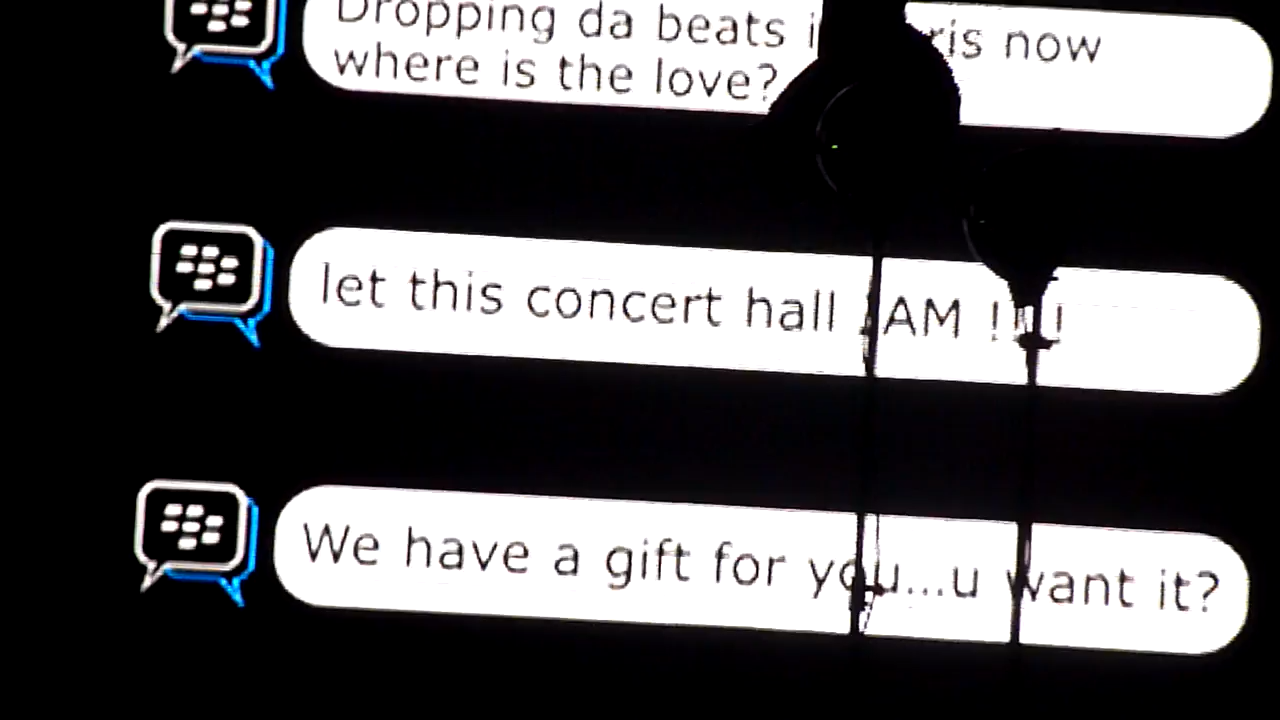 Dropping da beats now
where is the love?
let this concert hall
We have a gift for you...u want it?